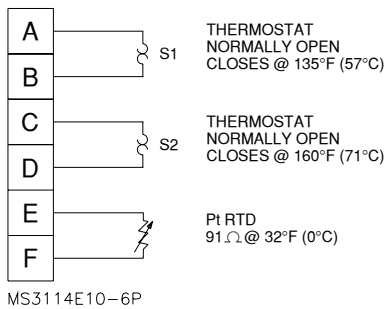 A
B
C
D
E
F
S1
THERMOSTAT
NORMALLY OPEN
CLOSES @ 135°F (57°C)
S2
THERMOSTAT
NORMALLY OPEN
CLOSES @ 160°F (71°C)
Pt RTD
91 Ω @ 32°F (0°C)
MS3114E10-6P